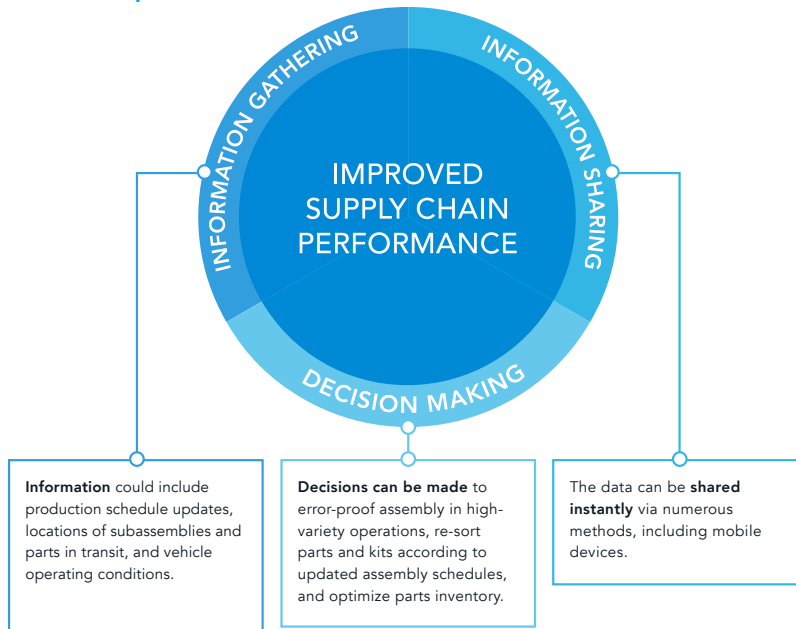 INFORMATION GATHERING
INFORMATION SHARING
IMPROVED
SUPPLY CHAIN
PERFORMANCE
DECISION MAKING
Information could include
production schedule updates,
locations of subassemblies and
parts in transit, and vehicle
operating conditions.
Decisions can be made to
error-proof assembly in high-
variety operations, re-sort
parts and kits according to
updated assembly schedules,
and optimize parts inventory.
The data can be shared
instantly via numerous
methods, including mobile
devices.